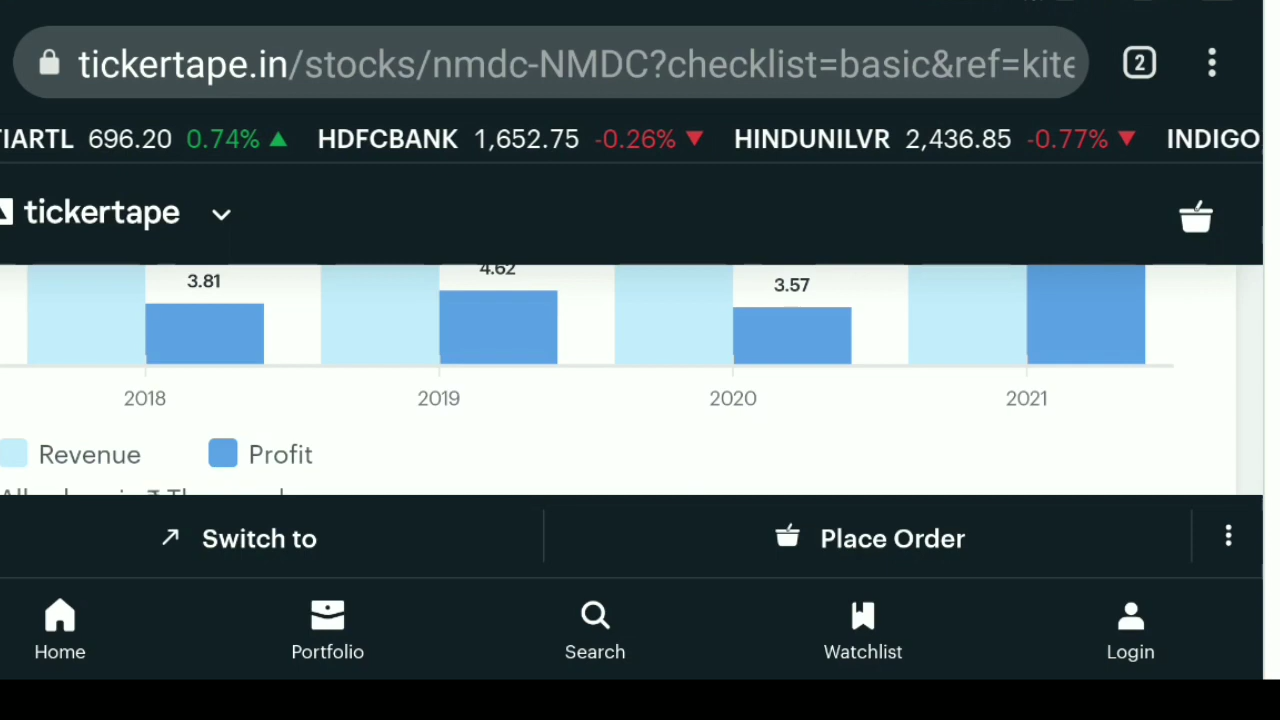 tickertape.in/stocks/nmdc-NMDC?checklist=basic&ref=kite
2
IARTL 696.20 0.74% ▲ HDFCBANK 1,652.75 -0.26% ▼ HINDUNILVR 2,436.85 -0.77% ▼ INDIGO
tickertape
3.81 4.62 3.57
2018 2019 2020 2021
Revenue Profit
Switch to Place Order
Home Portfolio Search Watchlist Login